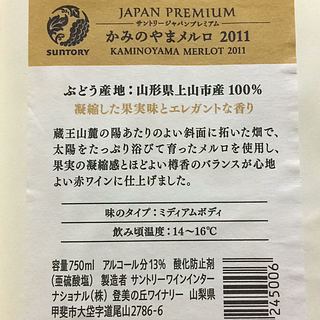 JAPAN PREMIUM
サントリージャパンプレミアム
かみのやまメルロ 2011
KAMINOYAMA MERLOT 2011
SUNTORY
ぶどう産地：山形県上山市産 100%
凝縮した果実味とエレガントな香り
蔵王山麓の陽あたりのよい斜面に拓いた畑で、
太陽をたっぷり浴びて育ったメルロを使用し、
果実の凝縮感とほどよい樽香のバランスが心地
よい赤ワインに仕上げました。
味のタイプ：ミディアムボディ
飲み頃温度：14〜16℃
容量750ml アルコール分13% 酸化防止剤
(亜硫酸塩) 製造者 サントリーワインインター
ナショナル(株) 登美の丘ワイナリー 山梨県
甲斐市大垈字道尾山2786-6
245006